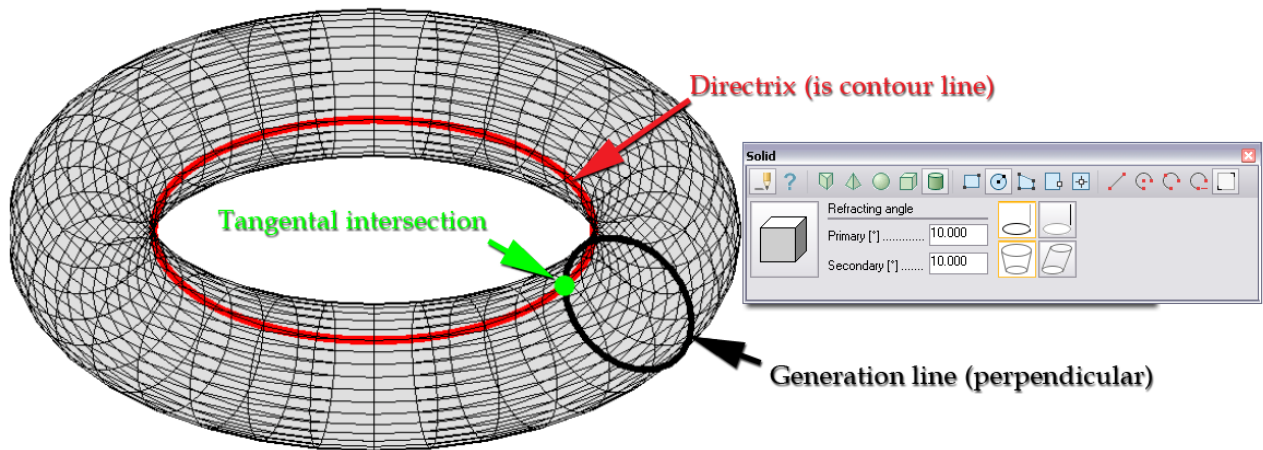 Directrix (is contour line)
Tangental intersection
Generation line (perpendicular)
Solid
?
Refracting angle
Primary [°] ............. 10.000
Secondary [°] ....... 10.000